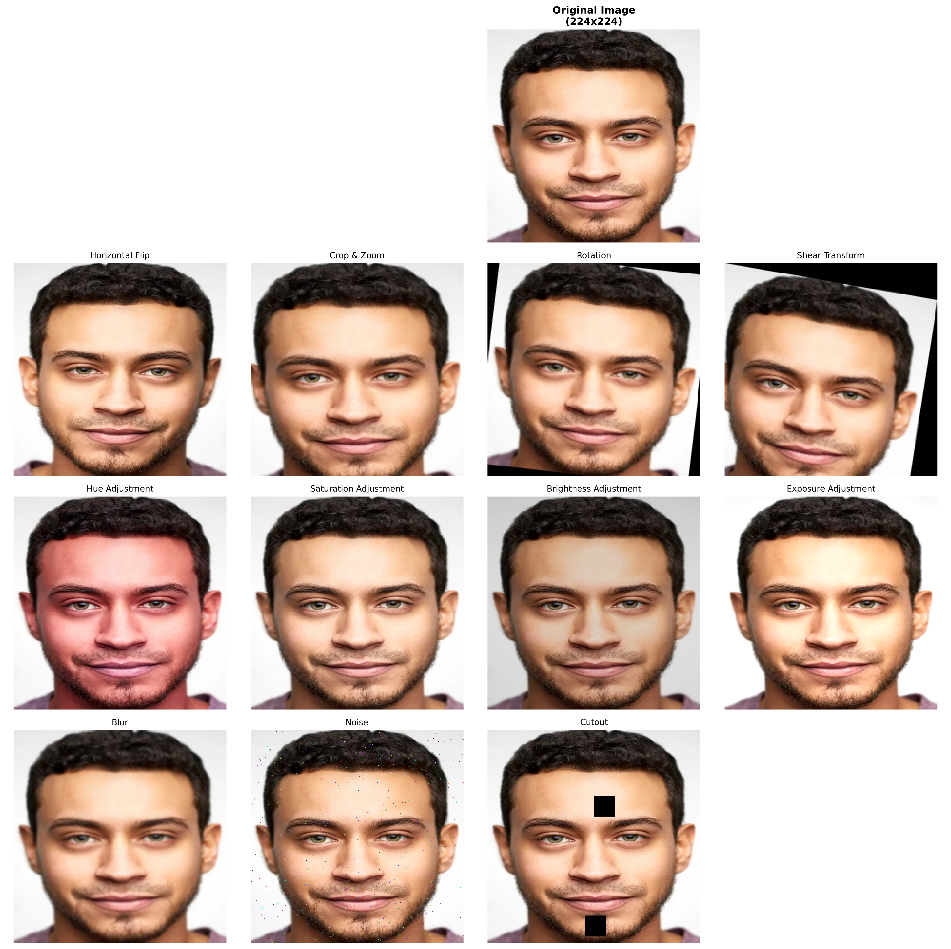 Original Image
(224x224)
Horizontal Flip
Crop & Zoom
Rotation
Shear Transform
Hue Adjustment
Saturation Adjustment
Brightness Adjustment
Exposure Adjustment
Blur
Noise
Cutout